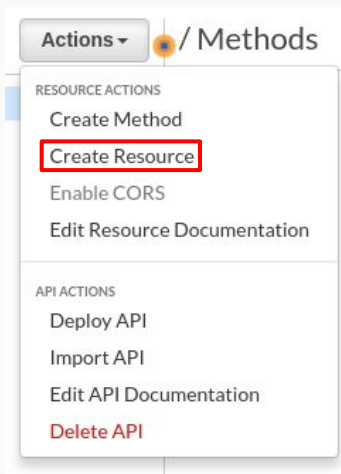 Actions
/ Methods
RESOURCE ACTIONS
Create Method
Create Resource
Enable CORS
Edit Resource Documentation
API ACTIONS
Deploy API
Import API
Edit API Documentation
Delete API